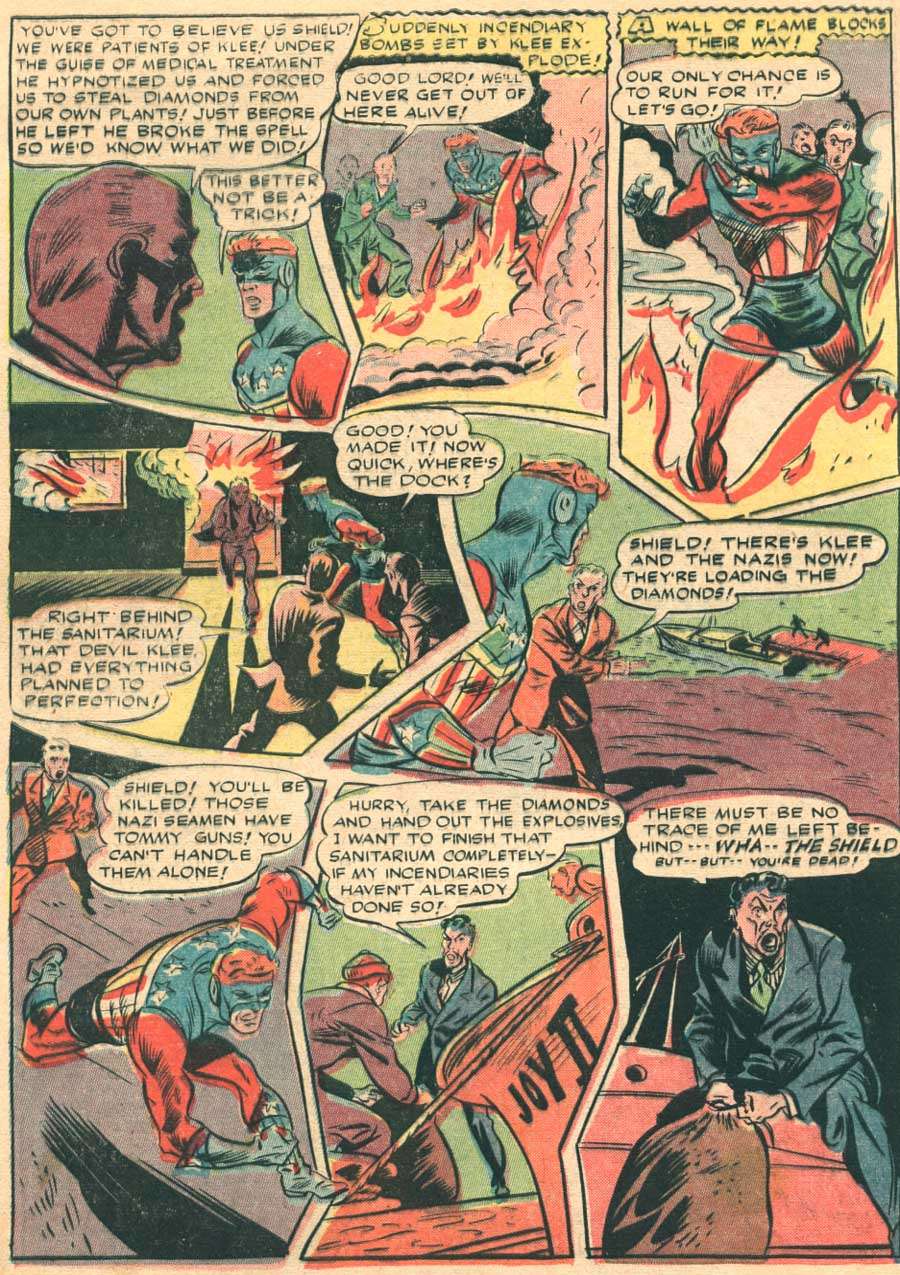 YOU'VE GOT TO BELIEVE US SHIELD!
WE WERE PATIENTS OF KLEE! UNDER
THE GUISE OF MEDICAL TREATMENT
HE HYPNOTIZED US AND FORCED
US TO STEAL DIAMONDS FROM
OUR OWN PLANTS! JUST BEFORE
HE LEFT HE BROKE THE SPELL
SO WE'D KNOW WHAT WE DID!
THIS BETTER
NOT BE A
TRICK!
SUDDENLY INCENDIARY
BOMBS SET BY KLEE EX-
PLODE!
GOOD LORD! WE'LL
NEVER GET OUT OF
HERE ALIVE!
A WALL OF FLAME BLOCKS
THEIR WAY!
OUR ONLY CHANCE IS
TO RUN FOR IT!
LET'S GO!
GOOD! YOU
MADE IT! NOW
QUICK, WHERE'S
THE DOCK?
RIGHT BEHIND
THE SANITARIUM!
THAT DEVIL KLEE,
HAD EVERYTHING
PLANNED TO
PERFECTION!
SHIELD! THERE'S KLEE
AND THE NAZIS NOW!
THEY'RE LOADING THE
DIAMONDS!
SHIELD! YOU'LL BE
KILLED! THOSE
NAZI SEAMEN HAVE
TOMMY GUNS! YOU
CAN'T HANDLE
THEM ALONE!
HURRY, TAKE THE DIAMONDS
AND HAND OUT THE EXPLOSIVES.
I WANT TO FINISH THAT
SANITARIUM COMPLETELY—
IF MY INCENDIARIES
HAVEN'T ALREADY
DONE SO!
JOY II
THERE MUST BE NO
TRACE OF ME LEFT BE-
HIND--- WHA-- THE SHIELD
BUT-- BUT-- YOU'RE DEAD!